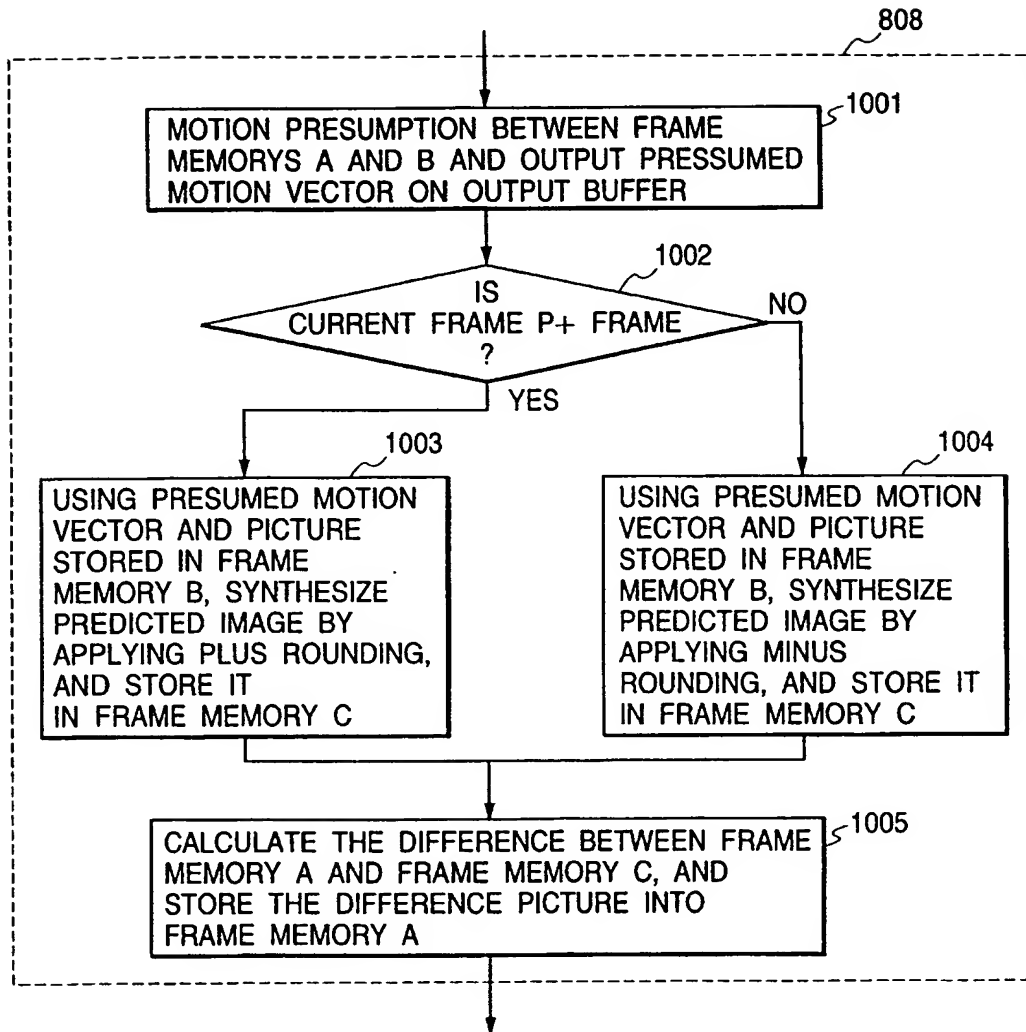 808
1001
MOTION PRESUMPTION BETWEEN FRAME
MEMORYS A AND B AND OUTPUT PRESSUMED
MOTION VECTOR ON OUTPUT BUFFER
1002
IS
CURRENT FRAME P+ FRAME
?
NO
YES
1003
USING PRESUMED MOTION
VECTOR AND PICTURE
STORED IN FRAME
MEMORY B, SYNTHESIZE
PREDICTED IMAGE BY
APPLYING PLUS ROUNDING,
AND STORE IT
IN FRAME MEMORY C
1004
USING PRESUMED MOTION
VECTOR AND PICTURE
STORED IN FRAME
MEMORY B, SYNTHESIZE
PREDICTED IMAGE BY
APPLYING MINUS
ROUNDING, AND STORE IT
IN FRAME MEMORY C
1005
CALCULATE THE DIFFERENCE BETWEEN FRAME
MEMORY A AND FRAME MEMORY C, AND
STORE THE DIFFERENCE PICTURE INTO
FRAME MEMORY A